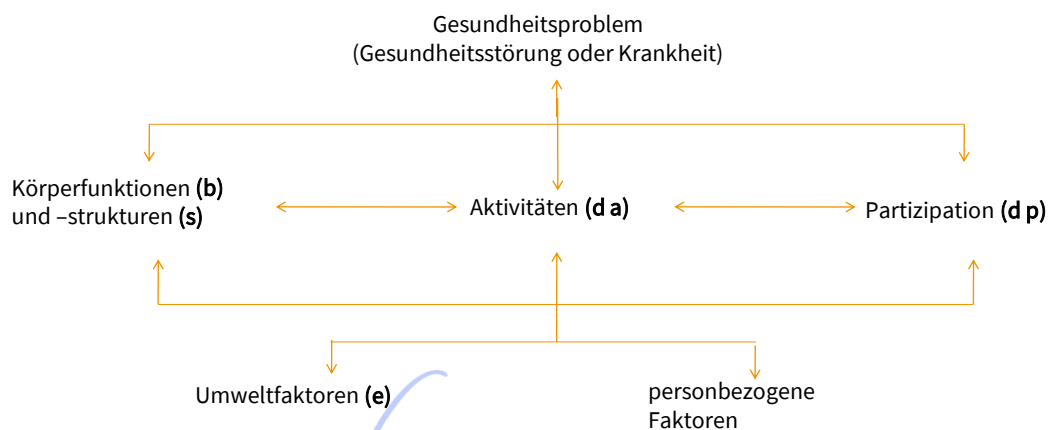 Gesundheitsproblem
(Gesundheitsstörung oder Krankheit)
Körperfunktionen (b)
und –strukturen (s)
Aktivitäten (d a)
Partizipation (d p)
Umweltfaktoren (e)
personbezogene
Faktoren